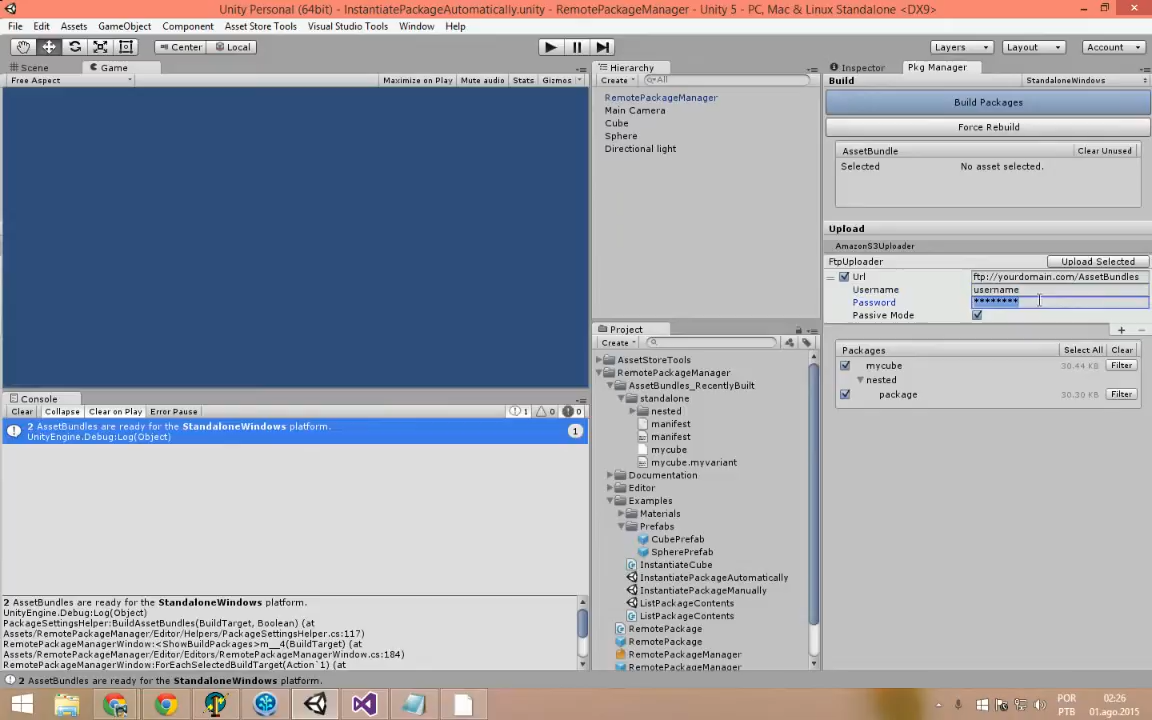 Unity Personal (64bit) - InstantiatePackageAutomatically.unity - RemotePackageManager - Unity 5 - PC, Mac & Linux Standalone <DX9>
File Edit Assets GameObject Component Asset Store Tools Visual Studio Tools Window Help
Center Local Layers Layout Account
Scene Game
Free Aspect Maximize on Play Mute audio Stats Gizmos
Hierarchy
Create All
RemotePackageManager
Main Camera
Cube
Sphere
Directional light
Inspector Pkg Manager
Build StandaloneWindows
Build Packages
Force Rebuild
AssetBundle Clear Unused
Selected No asset selected.
Upload
AmazonS3Uploader
FtpUploader Upload Selected
Url ftp://yourdomain.com/AssetBundles
Username username
Password ********
Passive Mode
Packages Select All Clear
mycube 30.44 KB Filter
nested
package 30.30 KB Filter
Project
Create
AssetStoreTools
RemotePackageManager
AssetBundles_RecentlyBuilt
standalone
nested
manifest
manifest
mycube
mycube.myvariant
Documentation
Editor
Examples
Materials
Prefabs
CubePrefab
SpherePrefab
InstantiateCube
InstantiatePackageAutomatically
InstantiatePackageManually
ListPackageContents
ListPackageContents
RemotePackage
RemotePackage
RemotePackageManager
RemotePackageManager
Console
Clear Collapse Clear on Play Error Pause 1 0 0
2 AssetBundles are ready for the StandaloneWindows platform.
UnityEngine.Debug:Log(Object)
1
2 AssetBundles are ready for the StandaloneWindows platform.
UnityEngine.Debug:Log(Object)
PackageSettingsHelper:BuildAssetBundles(BuildTarget, Boolean) (at
Assets/RemotePackageManager/Editor/Helpers/PackageSettingsHelper.cs:117)
RemotePackageManagerWindow:<ShowBuildPackages>m__4(BuildTarget) (at
Assets/RemotePackageManager/Editor/Editors/RemotePackageManagerWindow.cs:184)
RemotePackageManagerWindow:ForEachSelectedBuildTarget(Action`1) (at
2 AssetBundles are ready for the StandaloneWindows platform.
POR 02:26
PTB 01.ago.2015